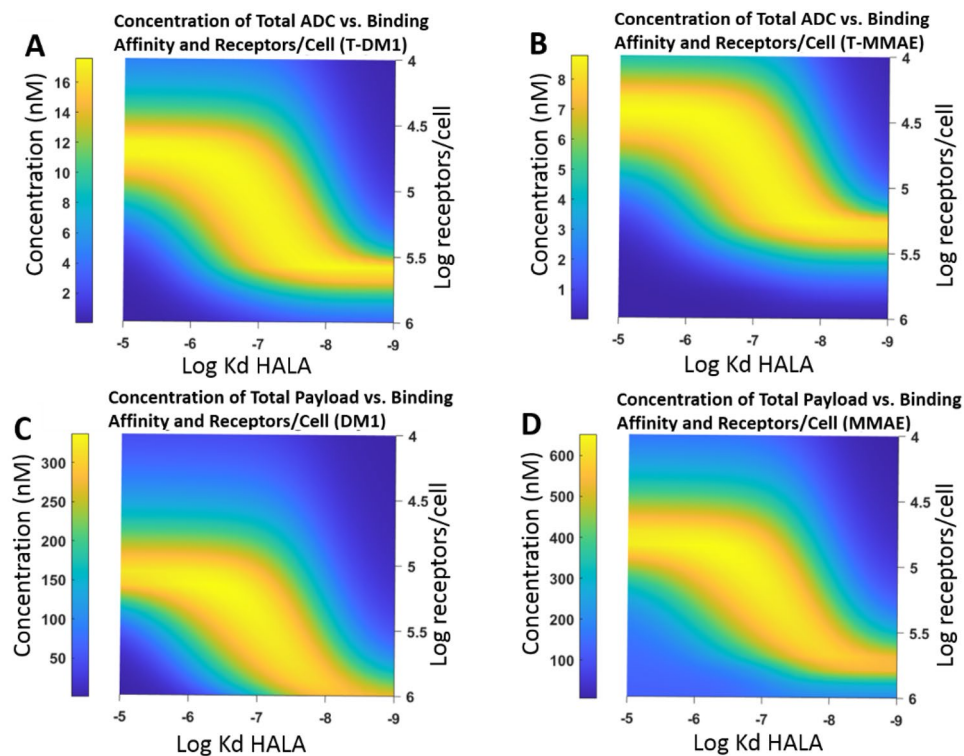 A
Concentration of Total ADC vs. Binding
Affinity and Receptors/Cell (T-DM1)
Concentration (nM)
16
14
12
10
8
6
4
2
4
4.5
5
5.5
6
Log receptors/cell
-5
-6
-7
-8
-9
Log Kd HALA
B
Concentration of Total ADC vs. Binding
Affinity and Receptors/Cell (T-MMAE)
Concentration (nM)
8
7
6
5
4
3
2
1
4
4.5
5
5.5
6
Log receptors/cell
-5
-6
-7
-8
-9
Log Kd HALA
C
Concentration of Total Payload vs. Binding
Affinity and Receptors/Cell (DM1)
Concentration (nM)
300
250
200
150
100
50
4
4.5
5
5.5
6
Log receptors/cell
-5
-6
-7
-8
-9
Log Kd HALA
D
Concentration of Total Payload vs. Binding
Affinity and Receptors/Cell (MMAE)
Concentration (nM)
600
500
400
300
200
100
4
4.5
5
5.5
6
Log receptors/cell
-5
-6
-7
-8
-9
Log Kd HALA